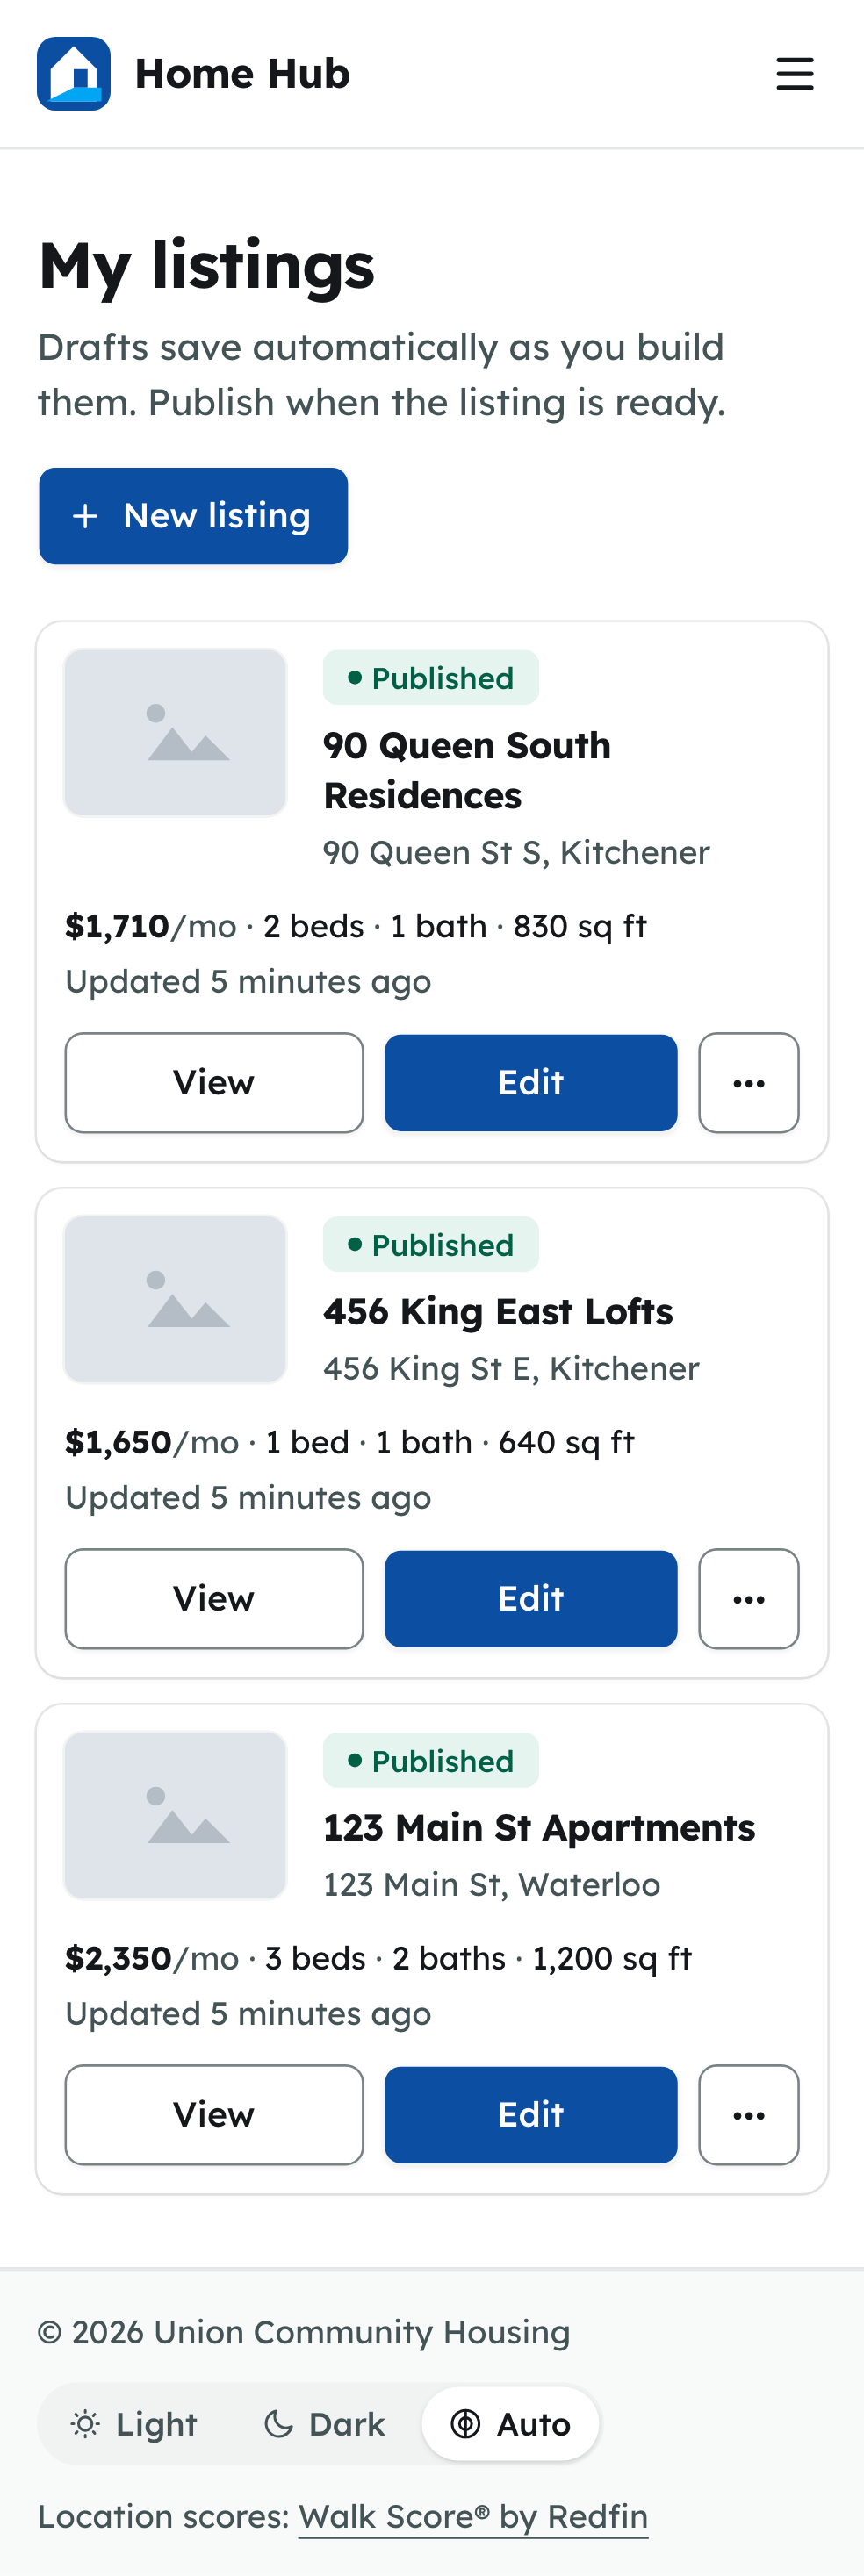 Home Hub
My listings
Drafts save automatically as you build
them. Publish when the listing is ready.
+ New listing
• Published
90 Queen South
Residences
90 Queen St S, Kitchener
$1,710/mo · 2 beds · 1 bath · 830 sq ft
Updated 5 minutes ago
View Edit ...
• Published
456 King East Lofts
456 King St E, Kitchener
$1,650/mo · 1 bed · 1 bath · 640 sq ft
Updated 5 minutes ago
View Edit ...
• Published
123 Main St Apartments
123 Main St, Waterloo
$2,350/mo · 3 beds · 2 baths · 1,200 sq ft
Updated 5 minutes ago
View Edit ...
© 2026 Union Community Housing
Light Dark Auto
Location scores: Walk Score® by Redfin